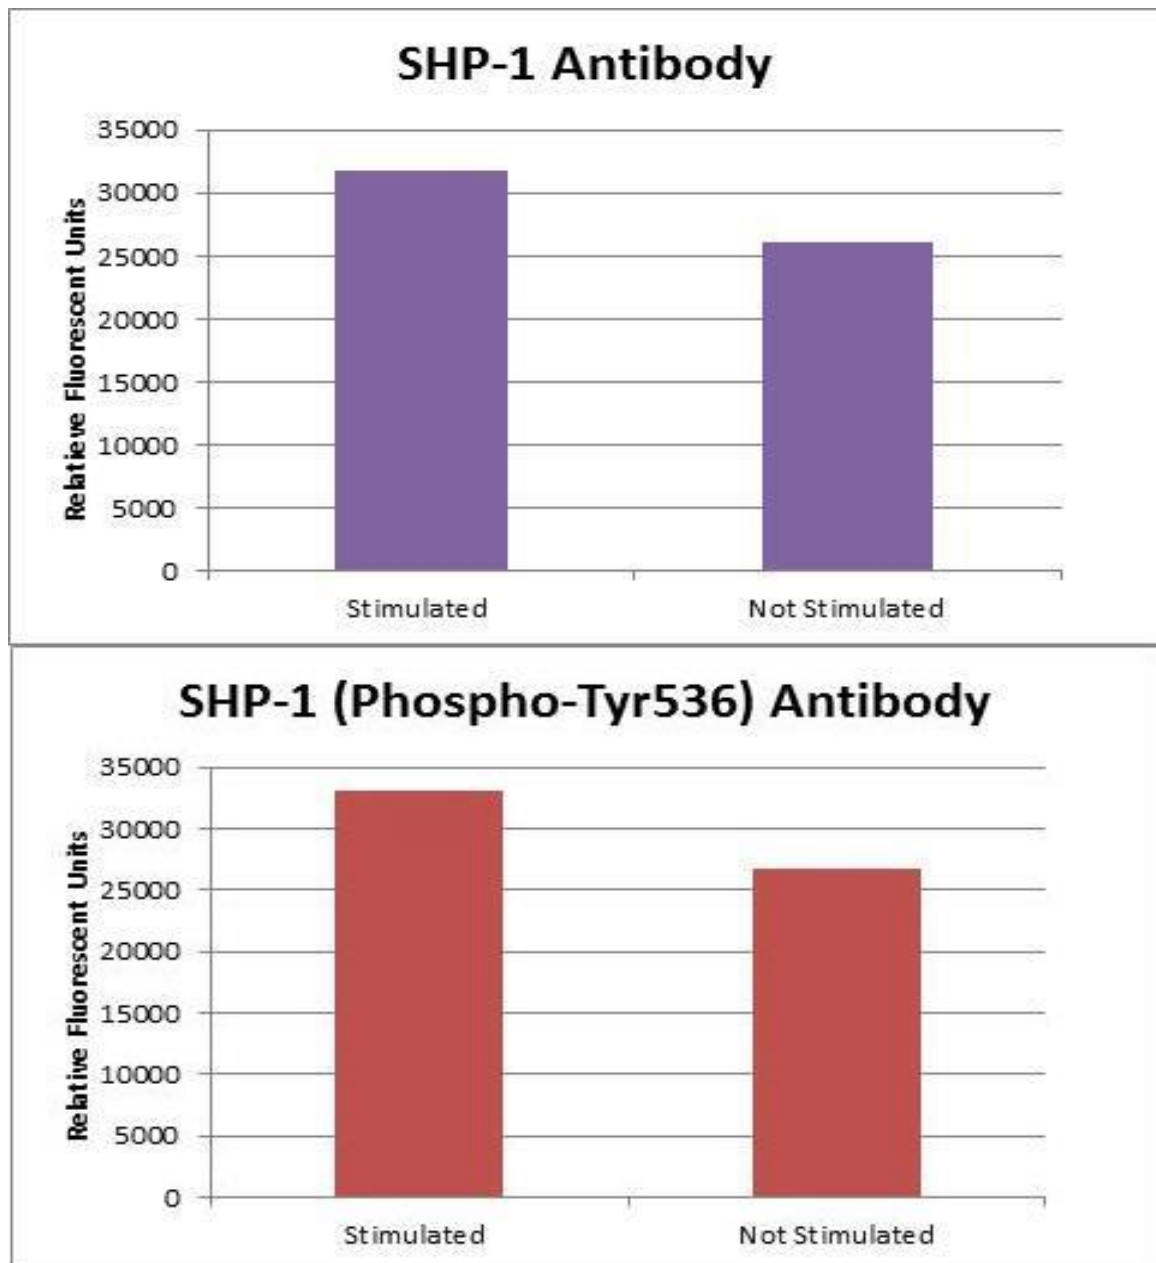 SHP-1 Antibody
Relatieve Fluorescent Units
35000
30000
25000
20000
15000
10000
5000
0
Stimulated
Not Stimulated
SHP-1 (Phospho-Tyr536) Antibody
Relative Fluorescent Units
35000
30000
25000
20000
15000
10000
5000
0
Stimulated
Not Stimulated